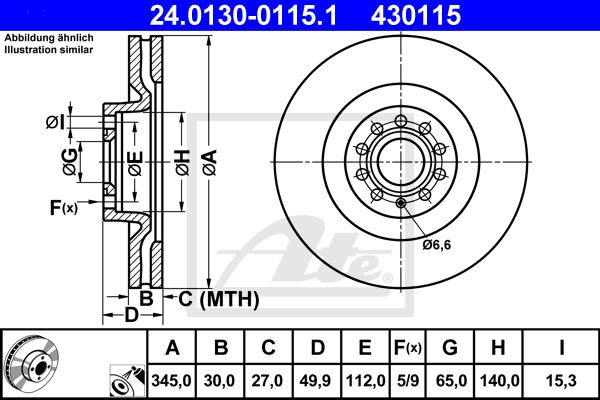 24.0130-0115.1 430115
Abbildung ähnlich
Illustration similar
ØI
ØG
ØE
ØH
ØA
F(x)
B
C (MTH)
D
Ø6,6
Ate
®
A B C D E F(x) G H I
345,0 30,0 27,0 49,9 112,0 5/9 65,0 140,0 15,3